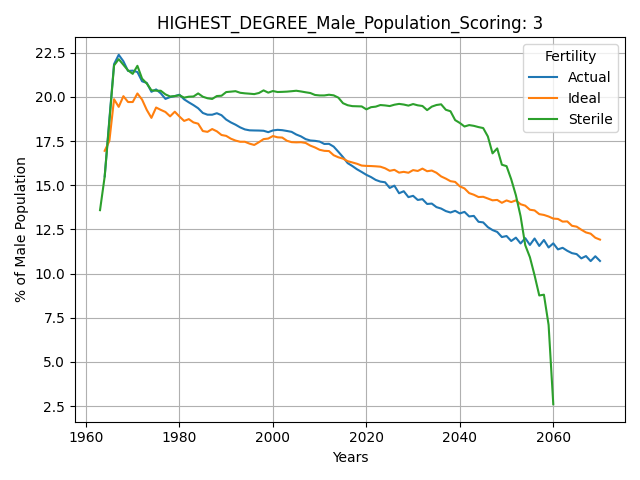 HIGHEST_DEGREE_Male_Population_Scoring: 3
Fertility
Actual
Ideal
Sterile
% of Male Population
22.5
20.0
17.5
15.0
12.5
10.0
7.5
5.0
2.5
1960 1980 2000 2020 2040 2060
Years